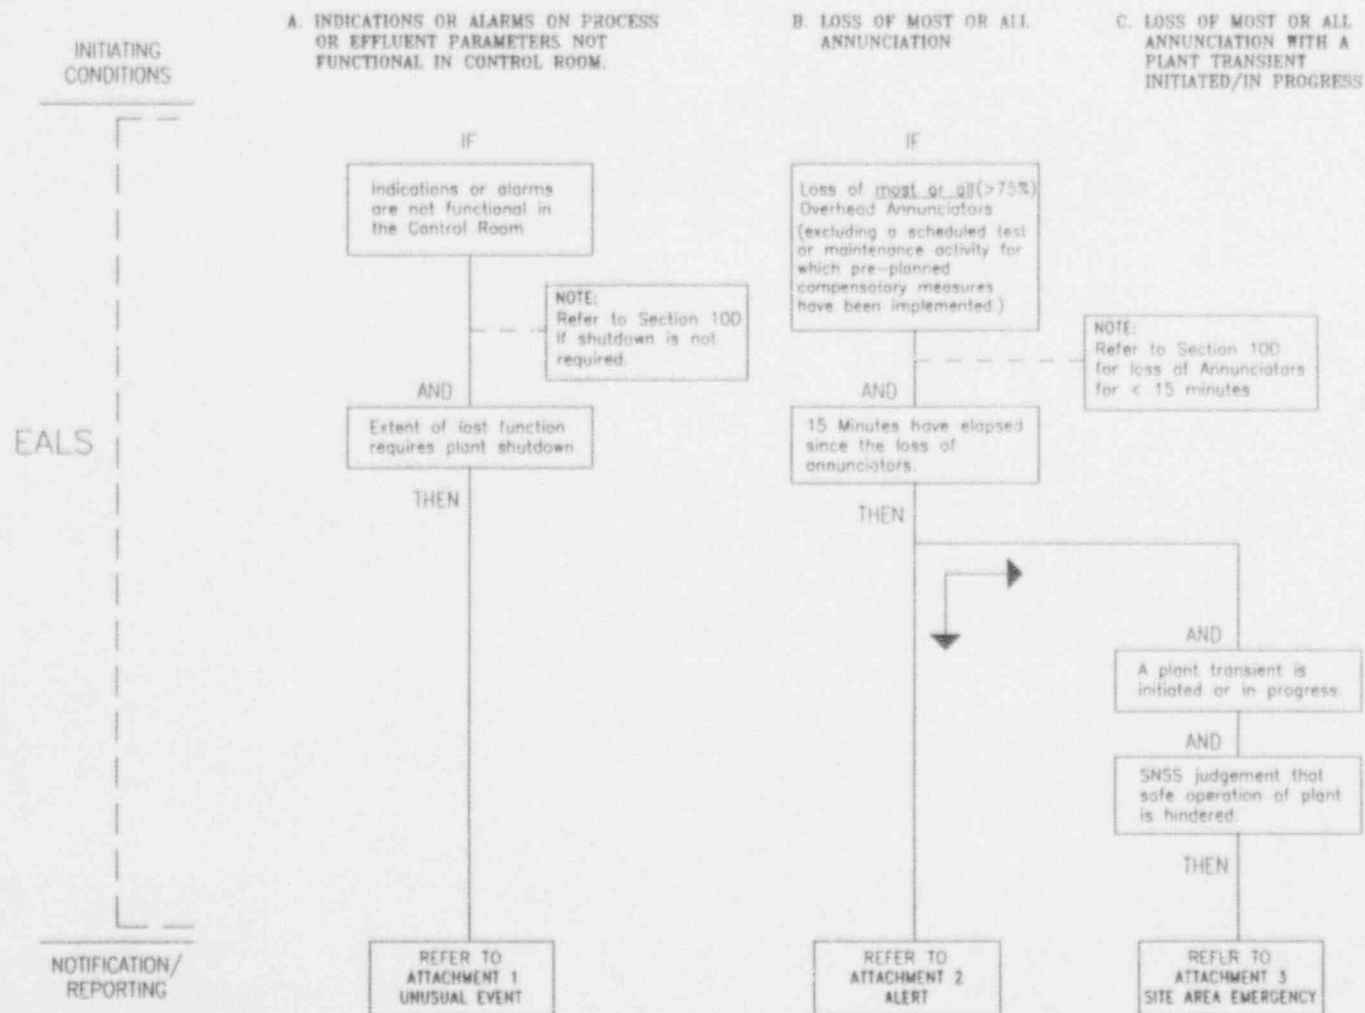 INITIATING
CONDITIONS
A. INDICATIONS OR ALARMS ON PROCESS
OR EFFLUENT PARAMETERS NOT
FUNCTIONAL IN CONTROL ROOM.
B. LOSS OF MOST OR ALL
ANNUNCIATION
C. LOSS OF MOST OR ALL
ANNUNCIATION WITH A
PLANT TRANSIENT
INITIATED/IN PROGRESS
EALS
IF
Indications or alarms
are not functional in
the Control Room
NOTE:
Refer to Section 10D
if shutdown is not
required.
AND
Extent of lost function
requires plant shutdown
THEN
IF
Loss of most or all(>75%)
Overhead Annunciators
(excluding a scheduled test
or maintenance activity for
which pre-planned
compensatory measures
have been implemented.)
NOTE:
Refer to Section 10D
for loss of Annunciators
for < 15 minutes
AND
15 Minutes have elapsed
since the loss of
annunciators.
THEN
AND
A plant transient is
initiated or in progress
AND
SNSS judgement that
safe operation of plant
is hindered.
THEN
NOTIFICATION/
REPORTING
REFER TO
ATTACHMENT 1
UNUSUAL EVENT
REFER TO
ATTACHMENT 2
ALERT
REFER TO
ATTACHMENT 3
SITE AREA EMERGENCY